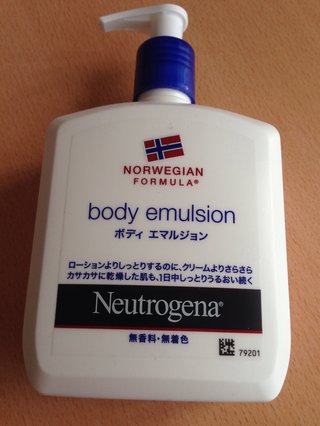 NORWEGIAN
FORMULA®
body emulsion
ボディ エマルジョン
ローションよりしっとりするのに、クリームよりさらさら
カサカサに乾燥した肌も、1日中しっとりうるおい続く
Neutrogena®
無香料・無着色
79201